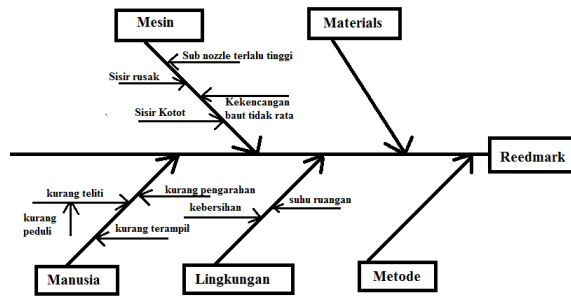 Mesin
Materials
Sub nozzle terlalu tinggi
Sisir rusak
Kekencangan
baut tidak rata
Sisir Kotot
Reedmark
kurang teliti
kurang pengarahan
kurang
peduli
kurang terampil
kebersihan
suhu ruangan
Manusia
Lingkungan
Metode